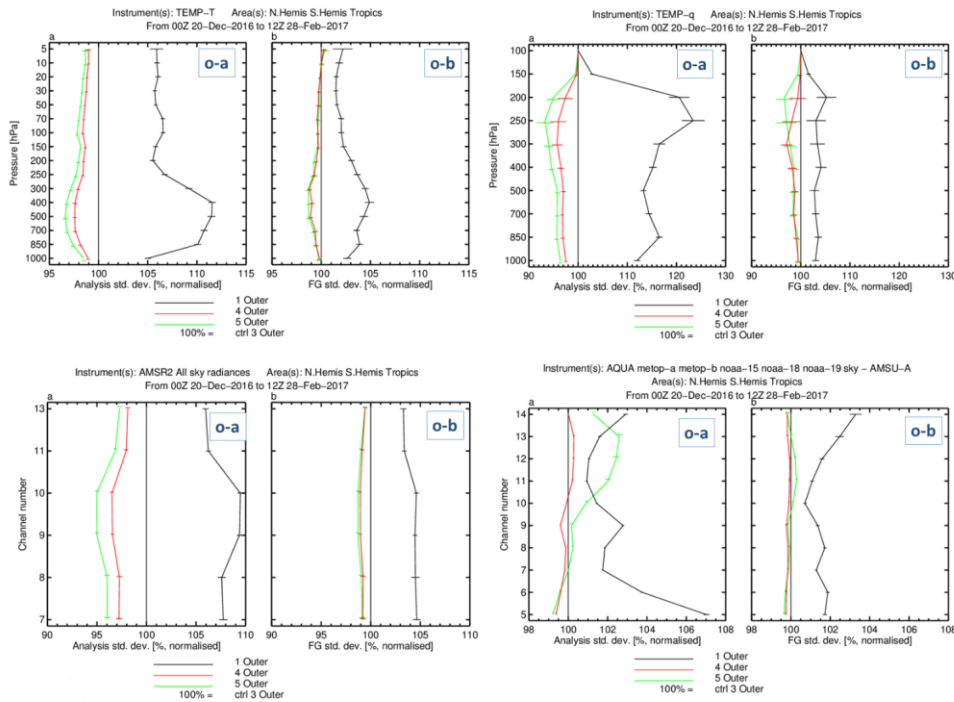 Instrument(s): TEMP-T Area(s): N.Hemis S.Hemis Tropics
From 00Z 20-Dec-2016 to 12Z 28-Feb-2017
a
b
Pressure [hPa]
5
10
20
30
50
70
100
150
200
250
300
400
500
700
850
1000
o-a
o-b
95 100 105 110 115
95 100 105 110 115
Analysis std. dev. [%, normalised]
FG std. dev. [%, normalised]
1 Outer
4 Outer
5 Outer
100% = ctrl 3 Outer
Instrument(s): TEMP-q Area(s): N.Hemis S.Hemis Tropics
From 00Z 20-Dec-2016 to 12Z 28-Feb-2017
a
b
Pressure [hPa]
100
150
200
250
300
400
500
700
850
1000
o-a
o-b
90 100 110 120 130
90 100 110 120 130
Analysis std. dev. [%, normalised]
FG std. dev. [%, normalised]
1 Outer
4 Outer
5 Outer
100% = ctrl 3 Outer
Instrument(s): AMSR2 All sky radiances Area(s): N.Hemis S.Hemis Tropics
From 00Z 20-Dec-2016 to 12Z 28-Feb-2017
a
b
Channel number
13
11
10
9
8
7
o-a
o-b
90 95 100 105 110
90 95 100 105 110
Analysis std. dev. [%, normalised]
FG std. dev. [%, normalised]
1 Outer
4 Outer
5 Outer
100% = ctrl 3 Outer
Instrument(s): AQUA metop-a metop-b noaa-15 noaa-18 noaa-19 sky - AMSU-A
Area(s): N.Hemis S.Hemis Tropics
From 00Z 20-Dec-2016 to 12Z 28-Feb-2017
a
b
Channel number
14
13
12
11
10
9
8
7
6
5
o-a
o-b
98 100 102 104 106 108
98 100 102 104 106 108
Analysis std. dev. [%, normalised]
FG std. dev. [%, normalised]
1 Outer
4 Outer
5 Outer
100% = ctrl 3 Outer